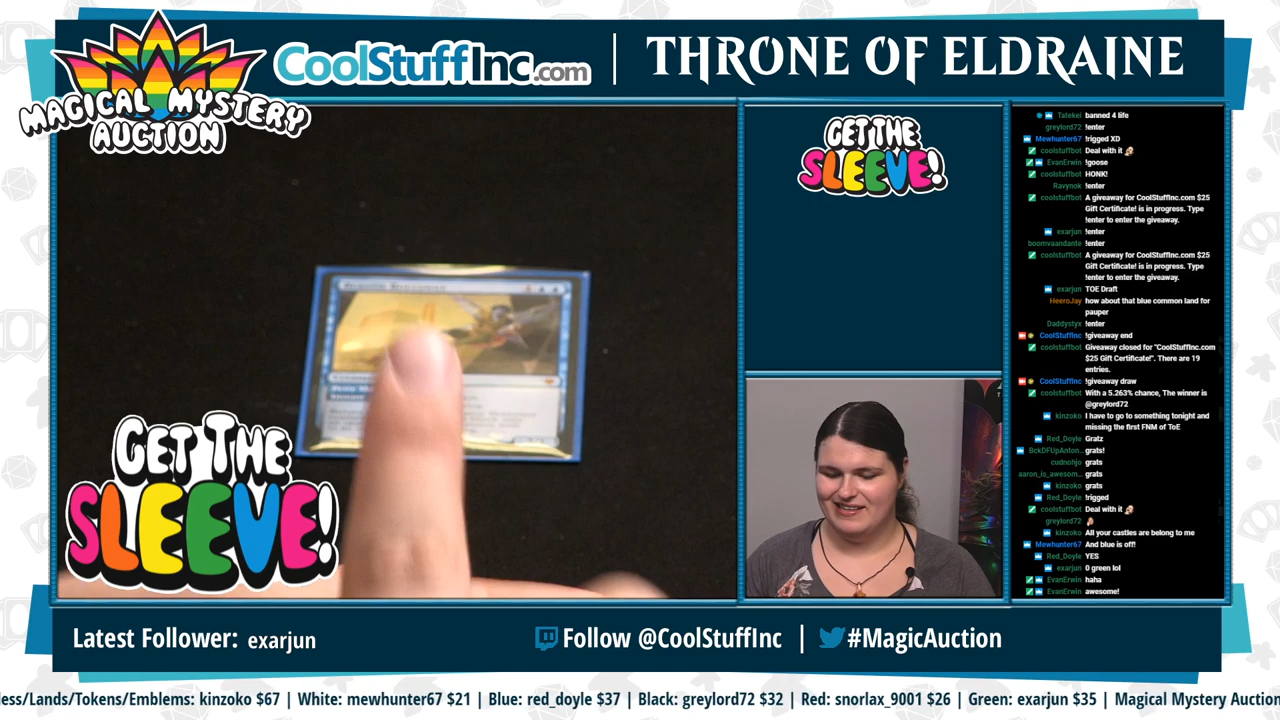 MAGICAL MYSTERY
AUCTION
CoolStuffInc.com
THRONE OF ELDRAINE
GET THE
SLEEVE!
GET THE
SLEEVE!
Tatekei banned 4 life
greylord72 !enter
Mewhunter67 !rigged XD
coolstuffbot Deal with it
EvanErwin !goose
coolstuffbot HONK!
Ravynok !enter
coolstuffbot A giveaway for CoolStuffInc.com $25
Gift Certificate! is in progress. Type
!enter to enter the giveaway.
exarjun !enter
boomvaandante !enter
coolstuffbot A giveaway for CoolStuffInc.com $25
Gift Certificate! is in progress. Type
!enter to enter the giveaway.
exarjun TOE Draft
HeeroJay how about that blue common land for
pauper
Daddystyx !enter
CoolStuffInc !giveaway end
coolstuffbot Giveaway closed for "CoolStuffInc.com
$25 Gift Certificate!". There are 19
entries.
CoolStuffInc !giveaway draw
coolstuffbot With a 5.263% chance, The winner is
@greylord72
kinzoko I have to go to something tonight and
missing the first FNM of ToE
Red_Doyle Gratz
BckDFUpAnton... grats!
cudnohjo grats
aaron_is_awesom... grats
kinzoko grats
Red_Doyle !rigged
coolstuffbot Deal with it
greylord72
kinzoko All your castles are belong to me
Mewhunter67 And blue is off!
Red_Doyle YES
exarjun 0 green lol
EvanErwin haha
EvanErwin awesome!
Latest Follower: exarjun
Follow @CoolStuffInc | #MagicAuction
less/Lands/Tokens/Emblems: kinzoko $67 | White: mewhunter67 $21 | Blue: red_doyle $37 | Black: greylord72 $32 | Red: snorlax_9001 $26 | Green: exarjun $35 | Magical Mystery Auction